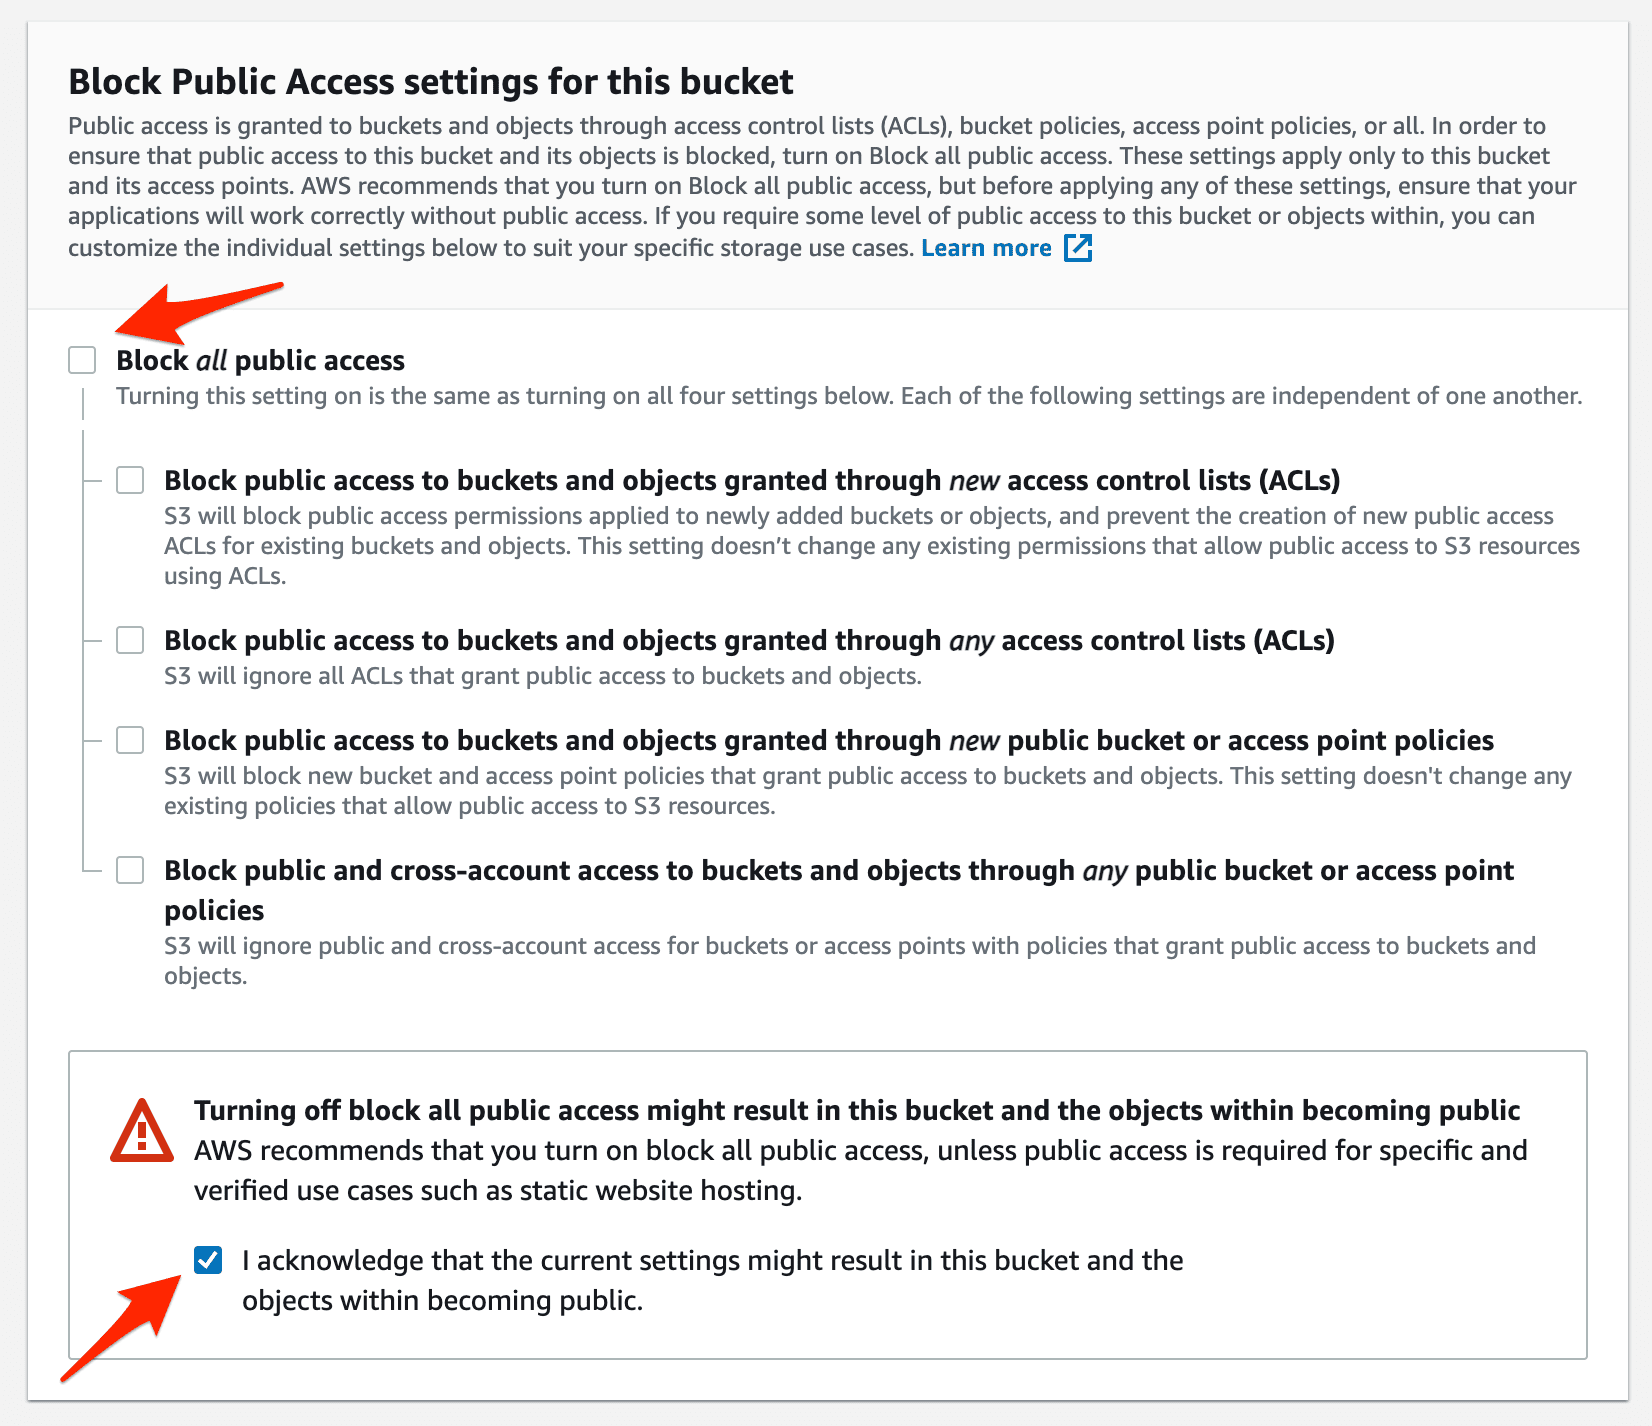 Block Public Access settings for this bucket
Public access is granted to buckets and objects through access control lists (ACLs), bucket policies, access point policies, or all. In order to
ensure that public access to this bucket and its objects is blocked, turn on Block all public access. These settings apply only to this bucket
and its access points. AWS recommends that you turn on Block all public access, but before applying any of these settings, ensure that your
applications will work correctly without public access. If you require some level of public access to this bucket or objects within, you can
customize the individual settings below to suit your specific storage use cases. Learn more
Block all public access
Turning this setting on is the same as turning on all four settings below. Each of the following settings are independent of one another.
Block public access to buckets and objects granted through new access control lists (ACLs)
S3 will block public access permissions applied to newly added buckets or objects, and prevent the creation of new public access
ACLs for existing buckets and objects. This setting doesn’t change any existing permissions that allow public access to S3 resources
using ACLs.
Block public access to buckets and objects granted through any access control lists (ACLs)
S3 will ignore all ACLs that grant public access to buckets and objects.
Block public access to buckets and objects granted through new public bucket or access point policies
S3 will block new bucket and access point policies that grant public access to buckets and objects. This setting doesn't change any
existing policies that allow public access to S3 resources.
Block public and cross-account access to buckets and objects through any public bucket or access point
policies
S3 will ignore public and cross-account access for buckets or access points with policies that grant public access to buckets and
objects.
Turning off block all public access might result in this bucket and the objects within becoming public
AWS recommends that you turn on block all public access, unless public access is required for specific and
verified use cases such as static website hosting.
I acknowledge that the current settings might result in this bucket and the
objects within becoming public.